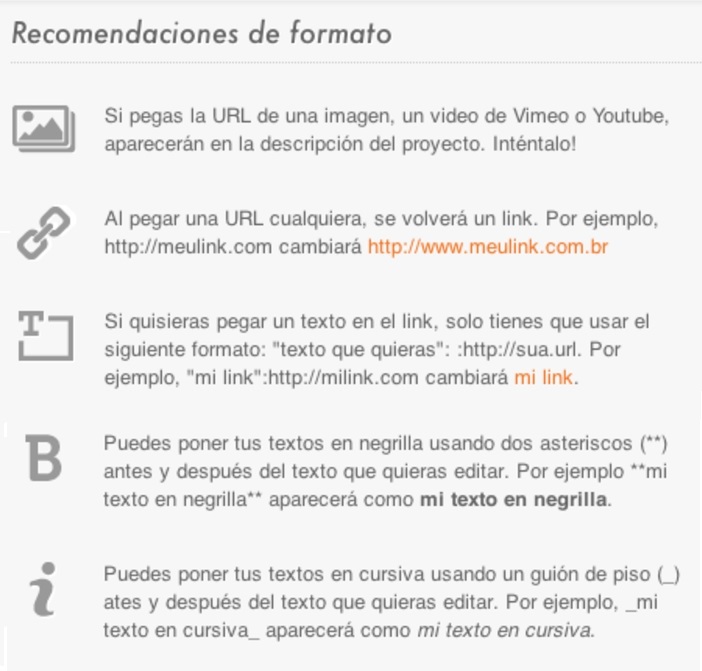 Recomendaciones de formato
Si pegas la URL de una imagen, un video de Vimeo o Youtube,
aparecerán en la descripción del proyecto. Inténtalo!
Al pegar una URL cualquiera, se volverá un link. Por ejemplo,
http://meulink.com cambiará http://www.meulink.com.br
T
Si quisieras pegar un texto en el link, solo tienes que usar el
siguiente formato: "texto que quieras": :http://sua.url. Por
ejemplo, "mi link":http://milink.com cambiará mi link.
B
Puedes poner tus textos en negrilla usando dos asteriscos (**)
antes y después del texto que quieras editar. Por ejemplo **mi
texto en negrilla** aparecerá como mi texto en negrilla.
i
Puedes poner tus textos en cursiva usando un guión de piso (_)
ates y después del texto que quieras editar. Por ejemplo, _mi
texto en cursiva_ aparecerá como mi texto en cursiva.